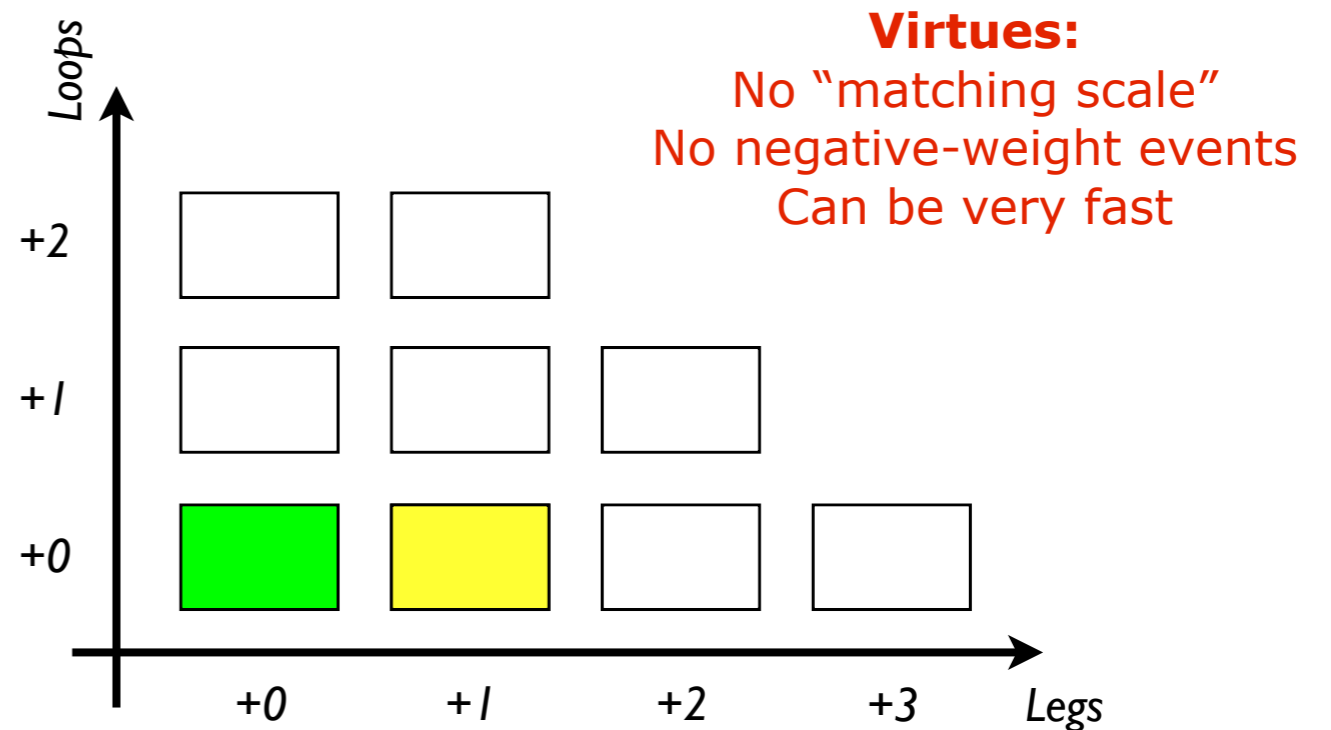 Virtues:
No “matching scale”
No negative-weight events
Can be very fast
Loops
+2
+1
+0
+0 +1 +2 +3 Legs